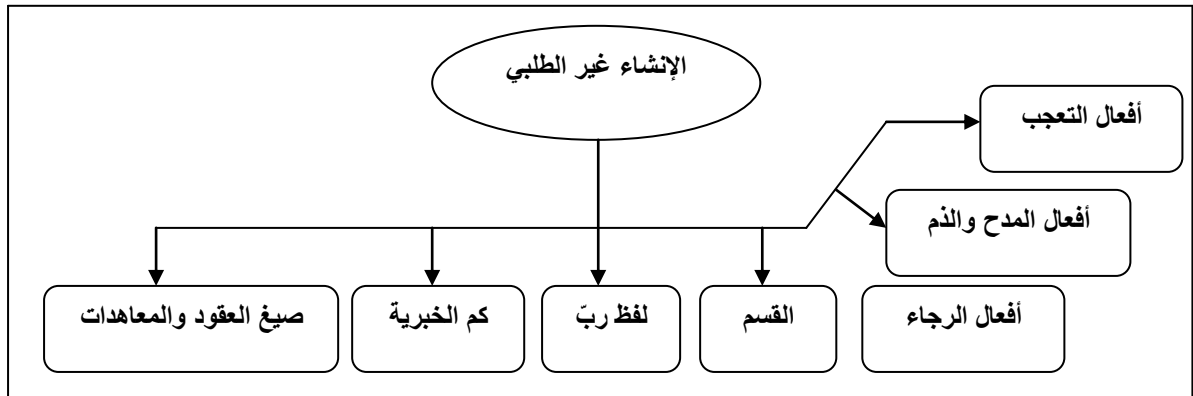 الإنشاء غير الطلبي
أفعال التعجب
أفعال المدح والذم
أفعال الرجاء
القسم
لفظ ربّ
كم الخبرية
صيغ العقود والمعاهدات